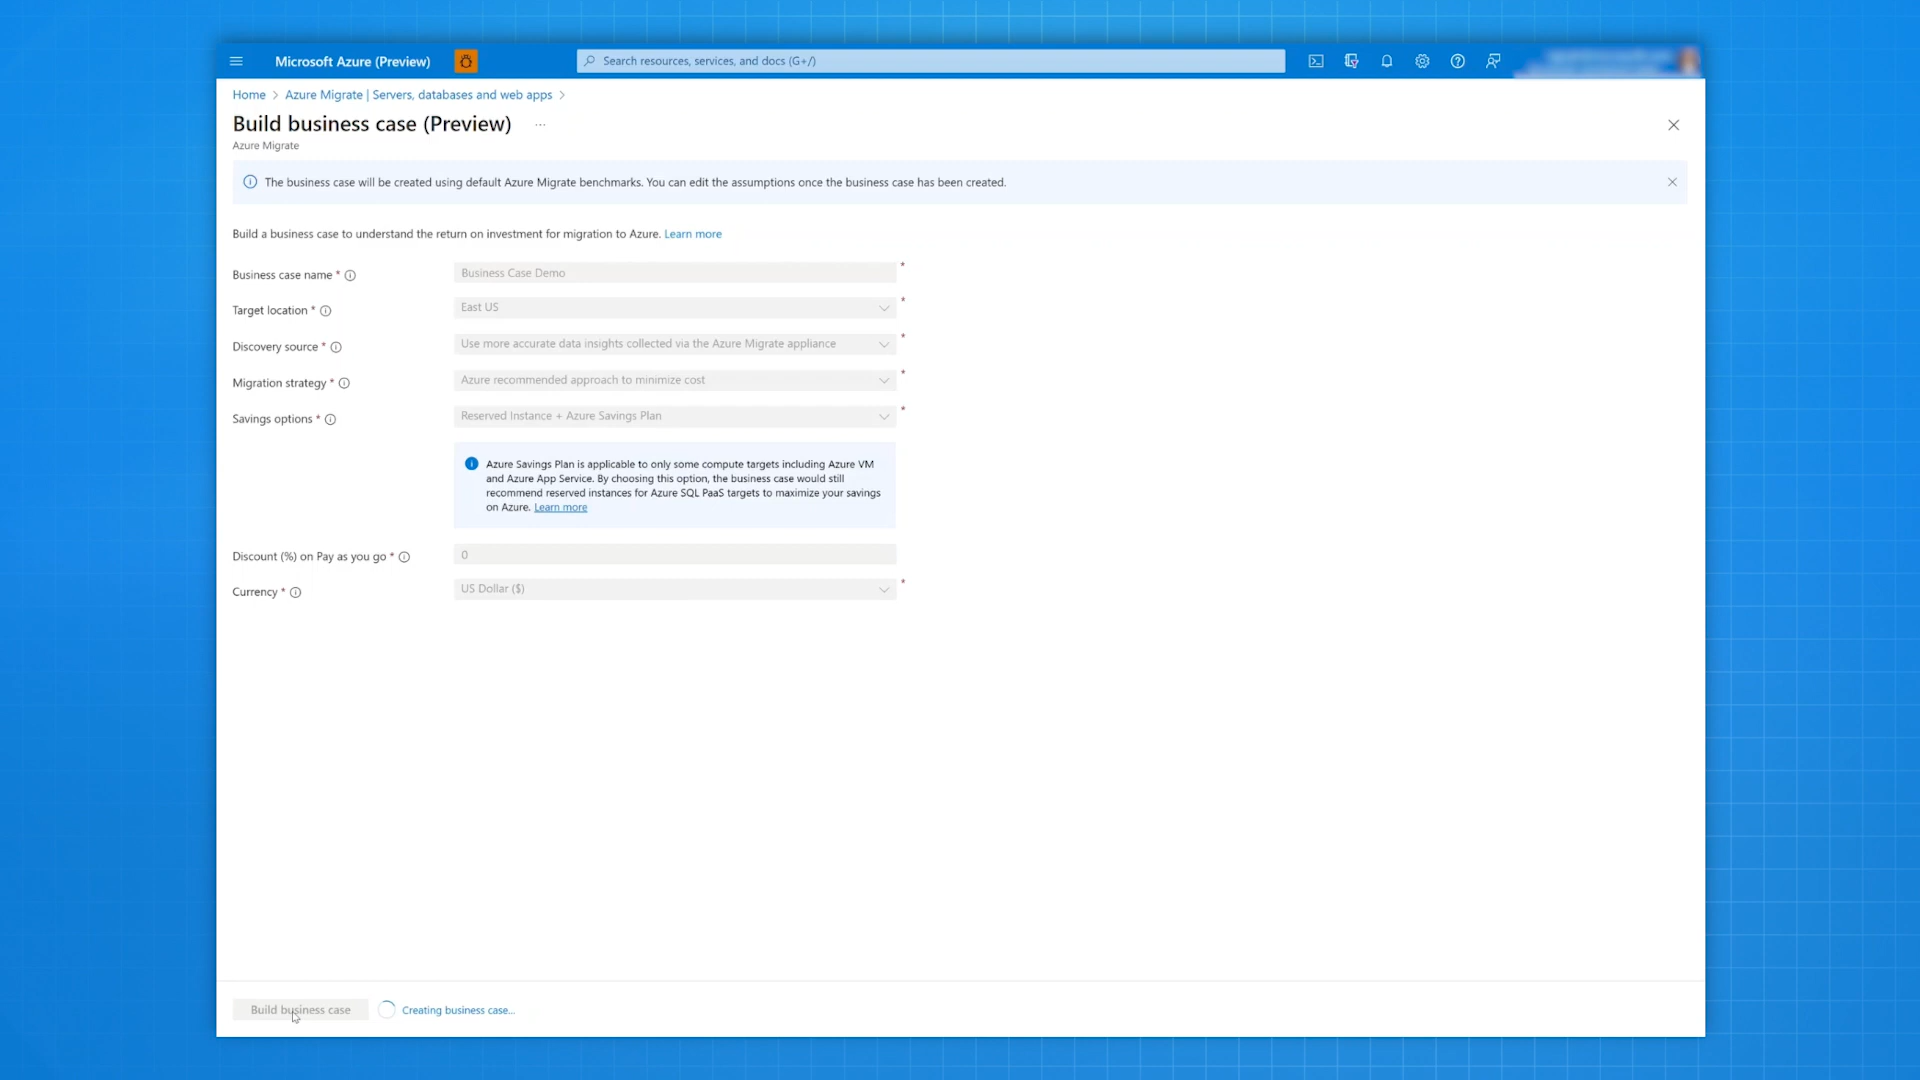 Microsoft Azure (Preview)
Search resources, services, and docs (G+/)
Home > Azure Migrate | Servers, databases and web apps >
Build business case (Preview) ...
Azure Migrate
The business case will be created using default Azure Migrate benchmarks. You can edit the assumptions once the business case has been created.
Build a business case to understand the return on investment for migration to Azure. Learn more
Business case name *
Business Case Demo *
Target location *
East US *
Discovery source *
Use more accurate data insights collected via the Azure Migrate appliance *
Migration strategy *
Azure recommended approach to minimize cost *
Savings options *
Reserved Instance + Azure Savings Plan *
Azure Savings Plan is applicable to only some compute targets including Azure VM
and Azure App Service. By choosing this option, the business case would still
recommend reserved instances for Azure SQL PaaS targets to maximize your savings
on Azure. Learn more
Discount (%) on Pay as you go *
0
Currency *
US Dollar ($) *
Build business case
Creating business case...